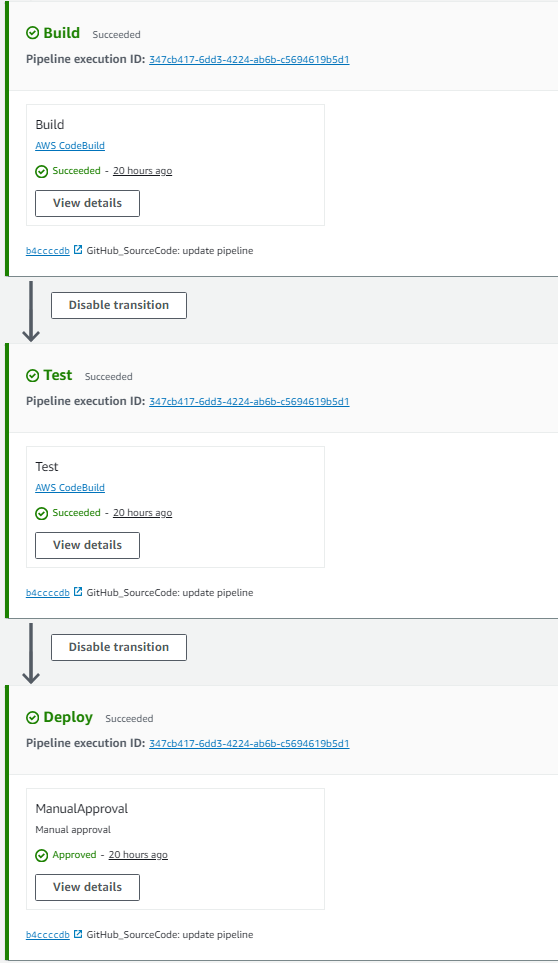 Build Succeeded
Pipeline execution ID: 347cb417-6dd3-4224-ab6b-c5694619b5d1
Build
AWS CodeBuild
Succeeded - 20 hours ago
View details
b4ccccdb GitHub_SourceCode: update pipeline
Disable transition
Test Succeeded
Pipeline execution ID: 347cb417-6dd3-4224-ab6b-c5694619b5d1
Test
AWS CodeBuild
Succeeded - 20 hours ago
View details
b4ccccdb GitHub_SourceCode: update pipeline
Disable transition
Deploy Succeeded
Pipeline execution ID: 347cb417-6dd3-4224-ab6b-c5694619b5d1
ManualApproval
Manual approval
Approved - 20 hours ago
View details
b4ccccdb GitHub_SourceCode: update pipeline